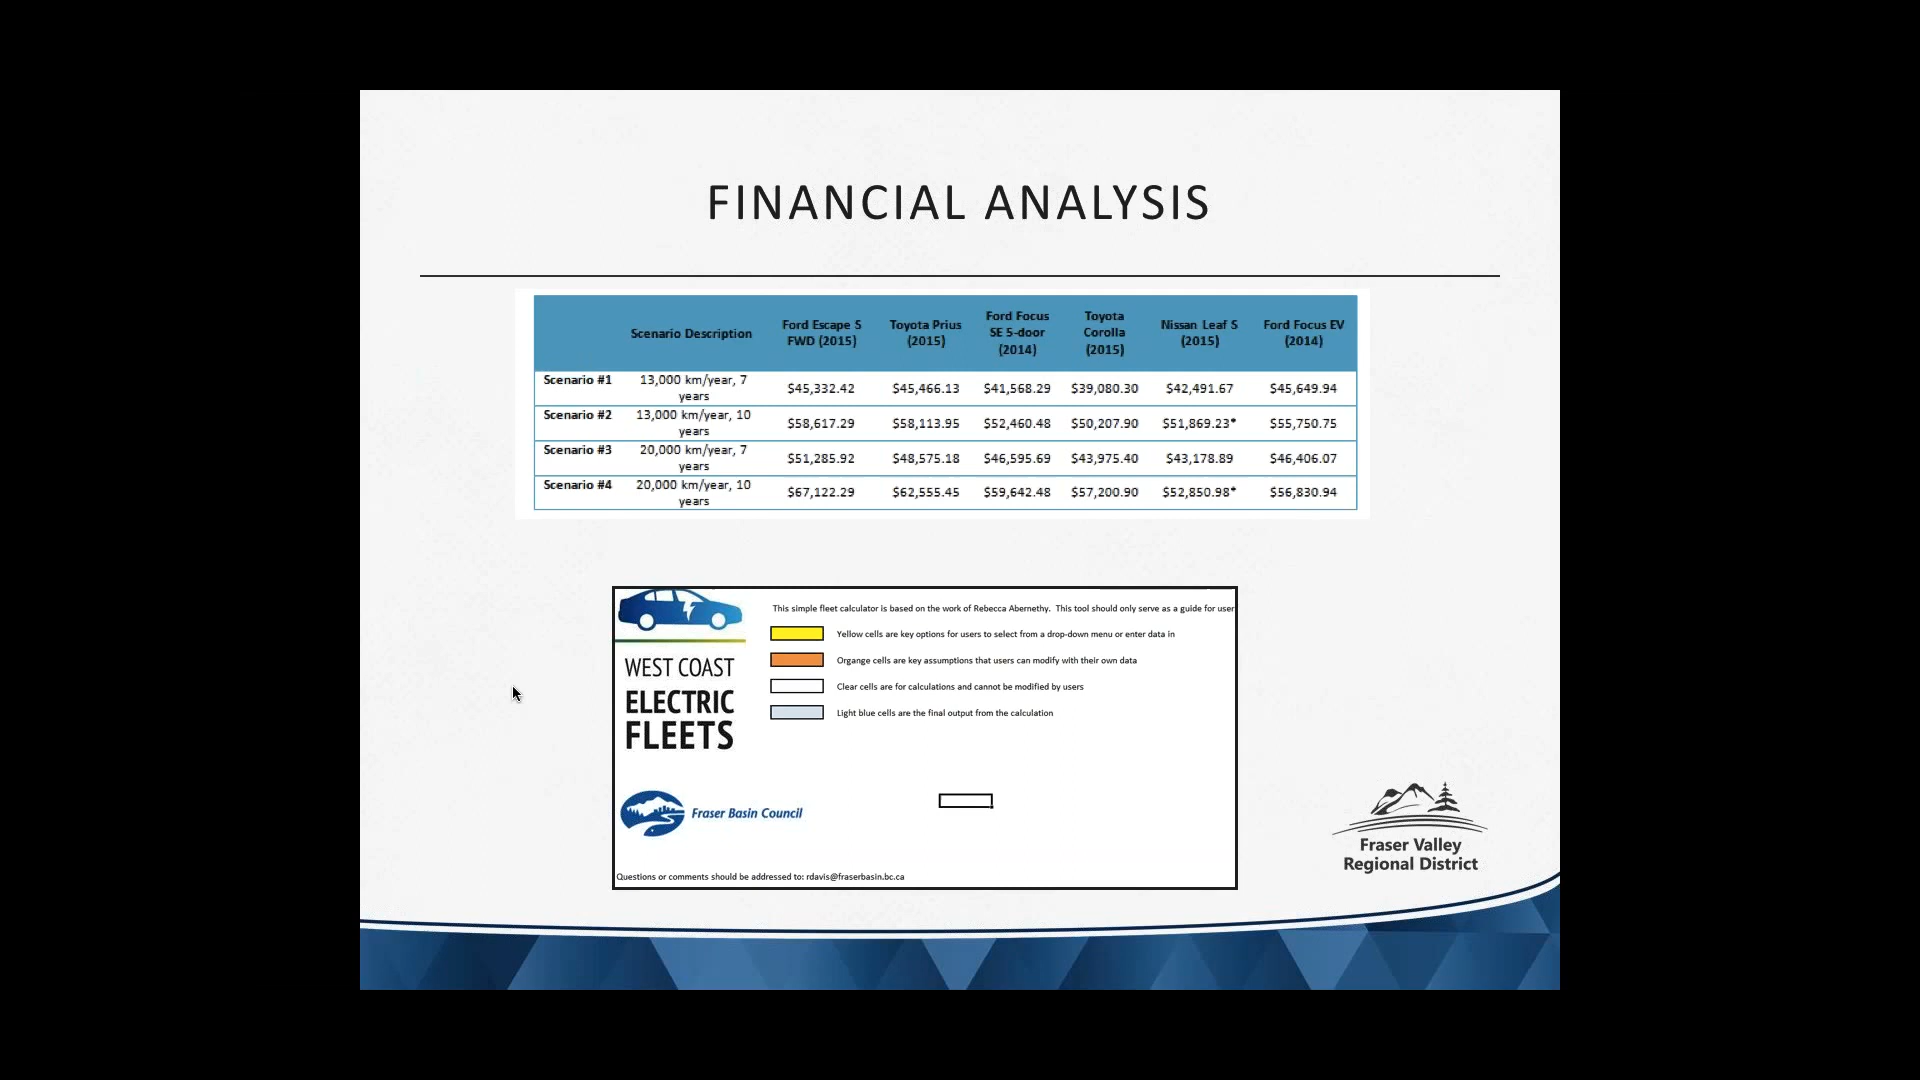 FINANCIAL ANALYSIS
Scenario Description Ford Escape S FWD (2015) Toyota Prius (2015) Ford Focus SE 5-door (2014) Toyota Corolla (2015) Nissan Leaf S (2015) Ford Focus EV (2014)
Scenario #1 13,000 km/year, 7 years $45,332.42 $45,466.13 $41,568.29 $39,080.30 $42,491.67 $45,649.94
Scenario #2 13,000 km/year, 10 years $58,617.29 $58,113.95 $52,460.48 $50,207.90 $51,869.23* $55,750.75
Scenario #3 20,000 km/year, 7 years $51,285.92 $48,575.18 $46,595.69 $43,975.40 $43,178.89 $46,406.07
Scenario #4 20,000 km/year, 10 years $67,122.29 $62,555.45 $59,642.48 $57,200.90 $52,850.98* $56,830.94
This simple fleet calculator is based on the work of Rebecca Abernethy. This tool should only serve as a guide for user
Yellow cells are key options for users to select from a drop-down menu or enter data in
Organge cells are key assumptions that users can modify with their own data
Clear cells are for calculations and cannot be modified by users
Light blue cells are the final output from the calculation
WEST COAST
ELECTRIC
FLEETS
Fraser Basin Council
Questions or comments should be addressed to: rdavis@fraserbasin.bc.ca
Fraser Valley
Regional District